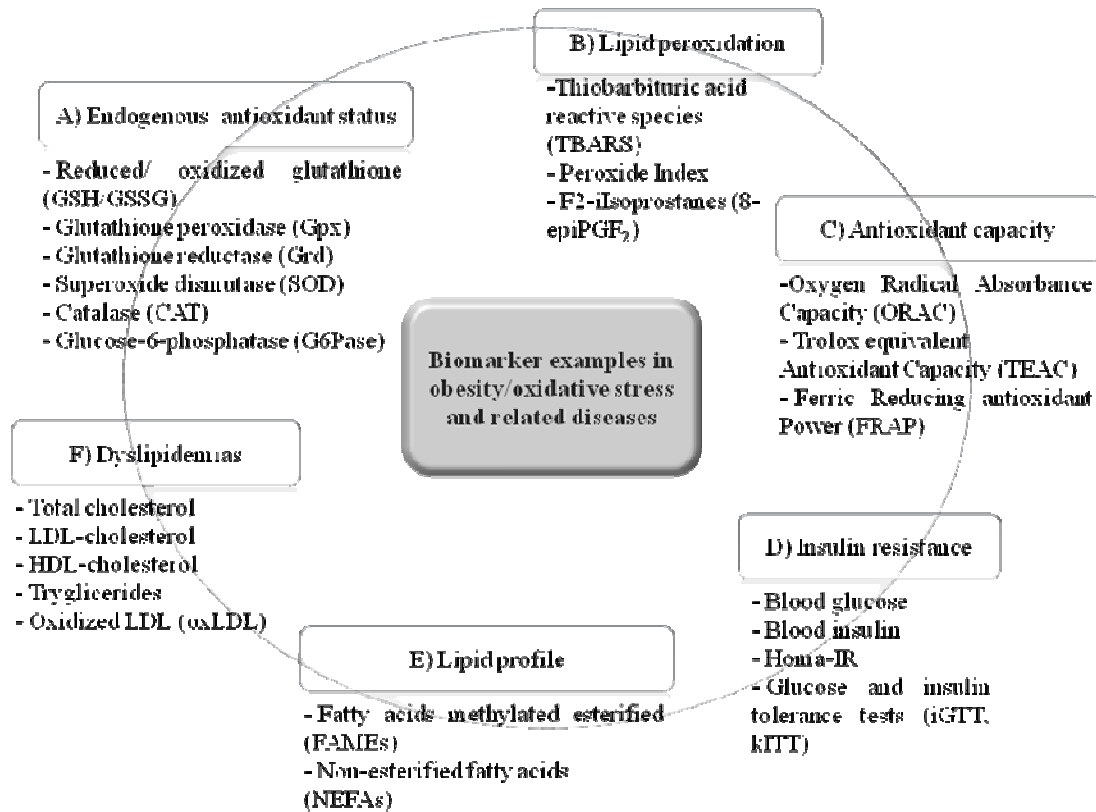 A) Endogenous antioxidant status
- Reduced/ oxidized glutathione
(GSH/GSSG)
- Glutathione peroxidase (Gpx)
- Glutathione reductase (Grd)
- Superoxide dismutase (SOD)
- Catalase (CAT)
- Glucose-6-phosphatase (G6Pase)
B) Lipid peroxidation
-Thiobarbituric acid
reactive species
(TBARS)
- Peroxide Index
- F2-iIsoprostanes (8-
epiPGF₂)
C) Antioxidant capacity
-Oxygen Radical Absorbance
Capacity (ORAC)
- Trolox equivalent
Antioxidant Capacity (TEAC)
- Ferric Reducing antioxidant
Power (FRAP)
Biomarker examples in
obesity/oxidative stress
and related diseases
D) Insulin resistance
- Blood glucose
- Blood insulin
- Homa-IR
- Glucose and insulin
tolerance tests (iGTT,
kITT)
E) Lipid profile
- Fatty acids methylated esterified
(FAMEs)
- Non-esterified fatty acids
(NEFAs)
F) Dyslipidemias
- Total cholesterol
- LDL-cholesterol
- HDL-cholesterol
- Tryglicerides
- Oxidized LDL (oxLDL)